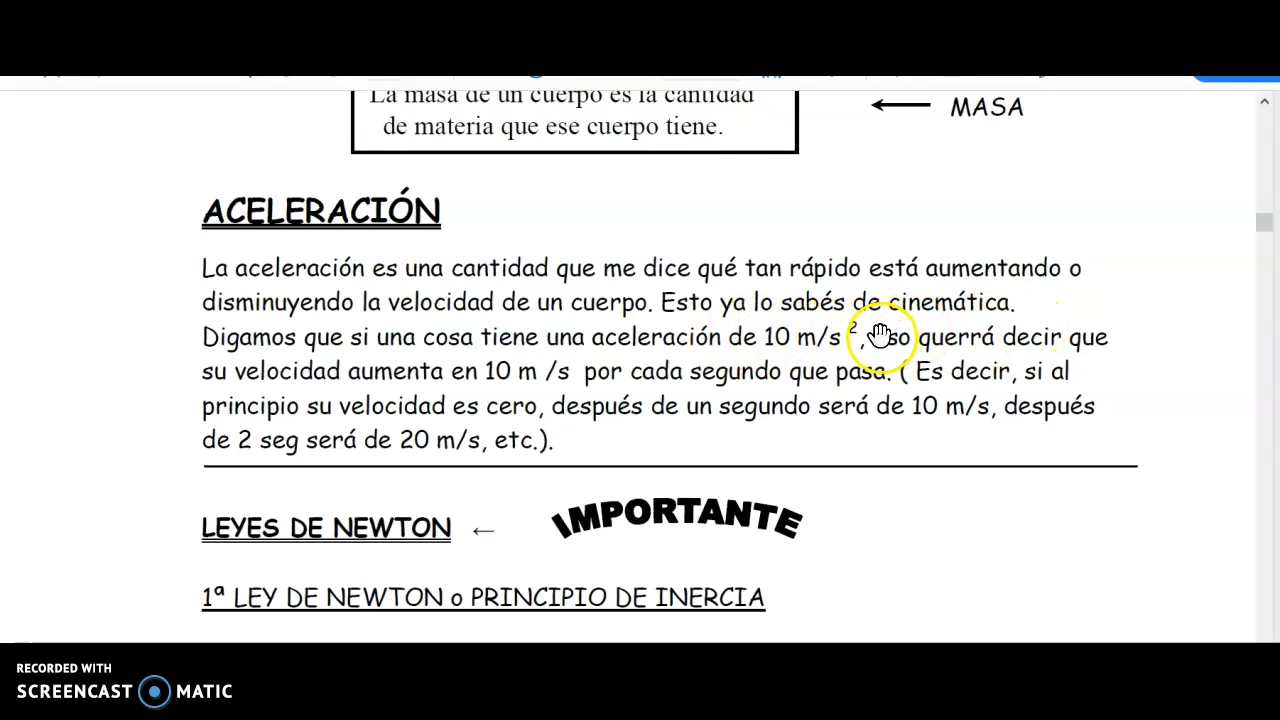 La masa de un cuerpo es la cantidad
de materia que ese cuerpo tiene.
MASA
ACELERACIÓN
La aceleración es una cantidad que me dice qué tan rápido está aumentando o
disminuyendo la velocidad de un cuerpo. Esto ya lo sabés de cinemática.
Digamos que si una cosa tiene una aceleración de 10 m/s ², querrá decir que
su velocidad aumenta en 10 m /s por cada segundo que pasa. ( Es decir, si al
principio su velocidad es cero, después de un segundo será de 10 m/s, después
de 2 seg será de 20 m/s, etc.).
LEYES DE NEWTON ← IMPORTANTE
1ª LEY DE NEWTON o PRINCIPIO DE INERCIA
RECORDED WITH
SCREENCAST MATIC